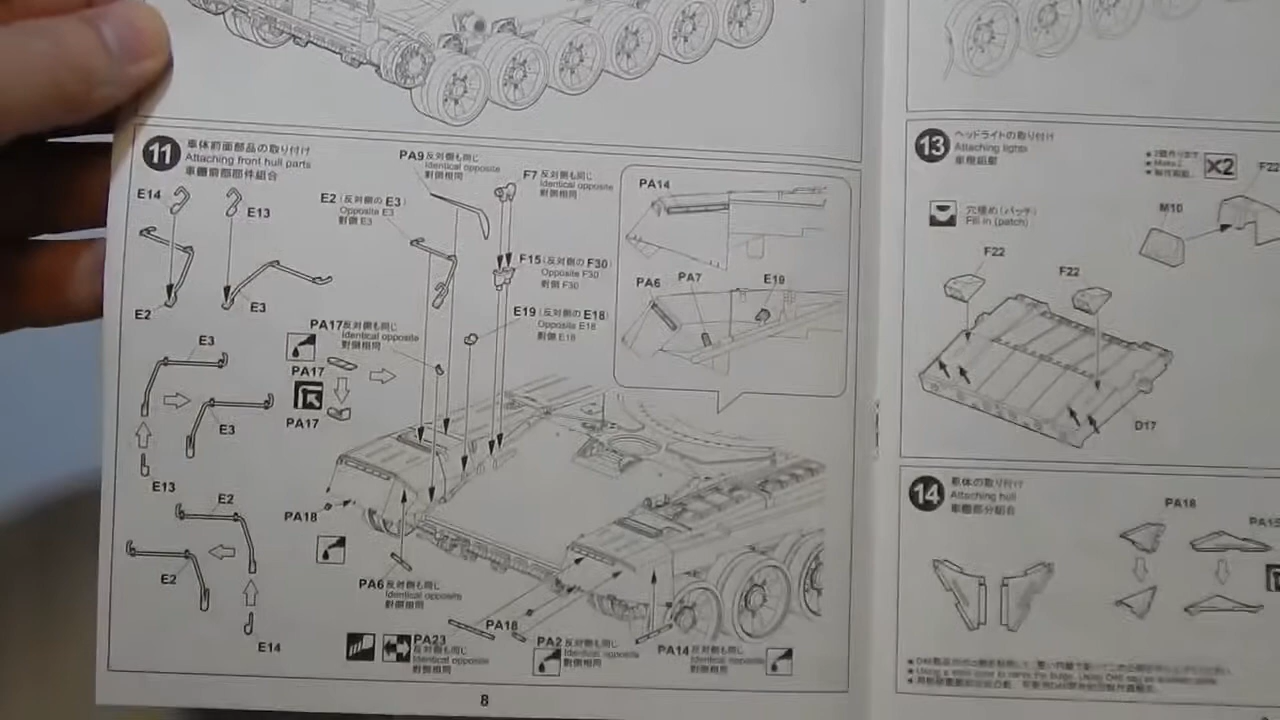 11
車体前面部品の取り付け
Attaching front hull parts
車體前部部件組合
E14
E13
E2
E3
PA9 反対側も同じ
Identical opposite
對側相同
E2 (反対側の E3)
Opposite E3
對側 E3
F7 反対側も同じ
Identical opposite
對側相同
F15 (反対側の F30)
Opposite F30
對側 F30
E19 (反対側の E18)
Opposite E18
對側 E18
PA14
PA6
PA7
E19
E3
E3
E13
E2
E2
E14
PA17 反対側も同じ
Identical opposite
對側相同
PA17
PA17
PA18
PA6 反対側も同じ
Identical opposite
對側相同
PA18
PA23 反対側も同じ
Identical opposite
對側相同
PA2 反対側も同じ
Identical opposite
對側相同
PA14 反対側も同じ
Identical opposite
對側相同
8
13
ヘッドライトの取り付け
Attaching lights
X2
F22
M10
穴埋め (パッチ)
Fill in (patch)
F22
F22
D17
14
車体の取り付け
Attaching hull
車體部分組合
PA18